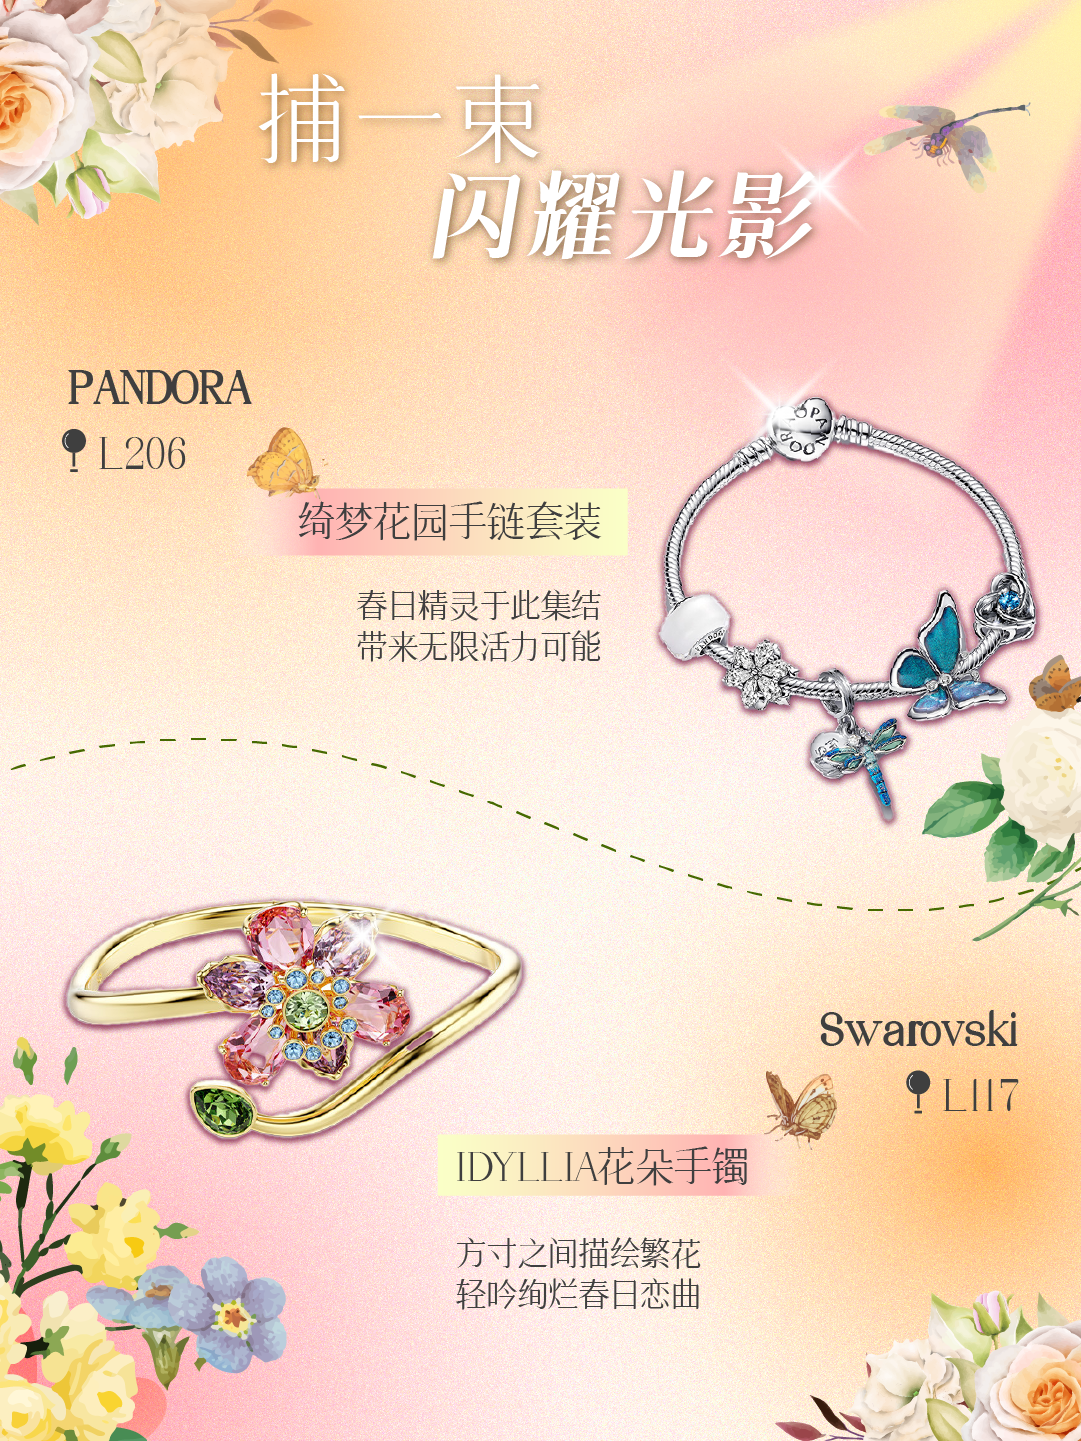 捕一束
闪耀光影
PANDORA
L206
绮梦花园手链套装
春日精灵于此集结
带来无限活力可能
PANDORA
Swarovski
L117
IDYLLIA花朵手镯
方寸之间描绘繁花
轻吟绚烂春日恋曲